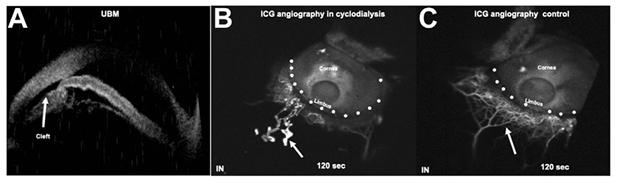 A
UBM
Cleft
B
ICG angiography in cyclodialysis
Cornea
Limbus
IN
120 sec
C
ICG angiography control
Cornea
Limbus
IN
120 sec